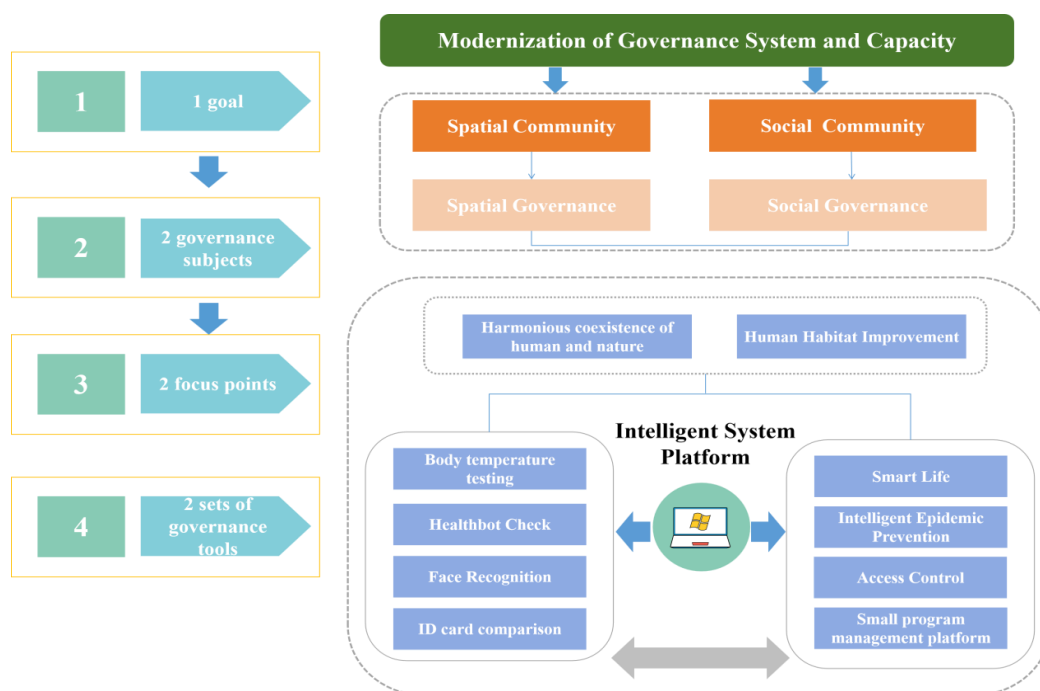 Modernization of Governance System and Capacity
1
1 goal
Spatial Community
Social Community
Spatial Governance
Social Governance
2
2 governance
subjects
3
2 focus points
4
2 sets of
governance
tools
Harmonious coexistence of
human and nature
Human Habitat Improvement
Intelligent System
Platform
Body temperature
testing
Healthbot Check
Face Recognition
ID card comparison
Smart Life
Intelligent Epidemic
Prevention
Access Control
Small program
management platform